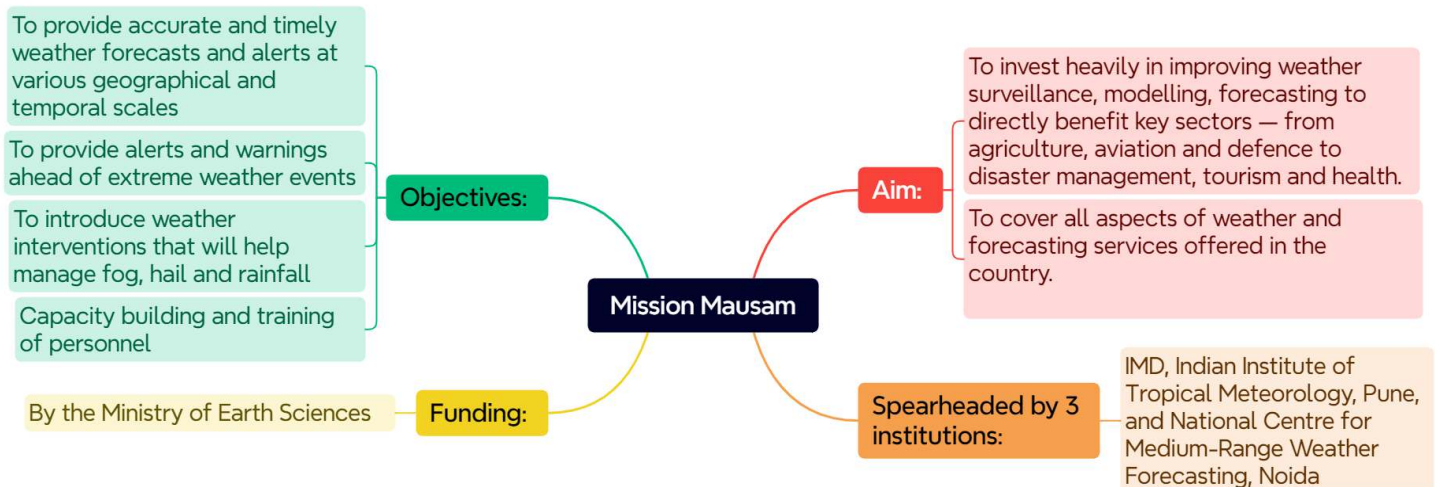 To provide accurate and timely
weather forecasts and alerts at
various geographical and
temporal scales
To provide alerts and warnings
ahead of extreme weather events
To introduce weather
interventions that will help
manage fog, hail and rainfall
Capacity building and training
of personnel
Objectives:
By the Ministry of Earth Sciences
Funding:
Mission Mausam
Aim:
To invest heavily in improving weather
surveillance, modelling, forecasting to
directly benefit key sectors — from
agriculture, aviation and defence to
disaster management, tourism and health.
To cover all aspects of weather and
forecasting services offered in the
country.
Spearheaded by 3
institutions:
IMD, Indian Institute of
Tropical Meteorology, Pune,
and National Centre for
Medium-Range Weather
Forecasting, Noida